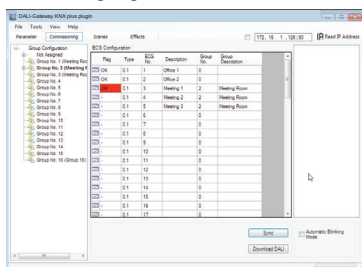 DALI-Gateway KNX plus plugin
File Tools View Help
Parameter Commissioning Scenes Effects 172. 16 . 1 . 128 : 80 Read IP Address
Group Configuration
Not Assigned
Group No. 1 (Meeting Roo
Group No. 2 (Meeting R
Group No. 3 (Meeting Roo
Group No. 4
Group No. 5
Group No. 6
Group No. 7
Group No. 8
Group No. 9
Group No. 10
Group No. 11
Group No. 12
Group No. 13
Group No. 14
Group No. 15
Group No. 16 (Group 16)
ECG Configuration
Flag Type ECG No. Description Group No. Group Description
OK 0.1 1 Office 1 0
OK 0.1 2 Office 2 0
OK 0.1 3 Meeting 1 2 Meeting Room
- 0.1 4 Meeting 2 2 Meeting Room
- 0.1 5 Meeting 3 2 Meeting Room
- 0.1 6 0
- 0.1 7 0
- 0.1 8 0
- 0.1 9 0
- 0.1 10 0
- 0.1 11 0
- 0.1 12 0
- 0.1 13 0
- 0.1 14 0
- 0.1 15 0
- 0.1 16 0
- 0.1 17 0
Sync
Automatic Blinking Mode
Download DALI